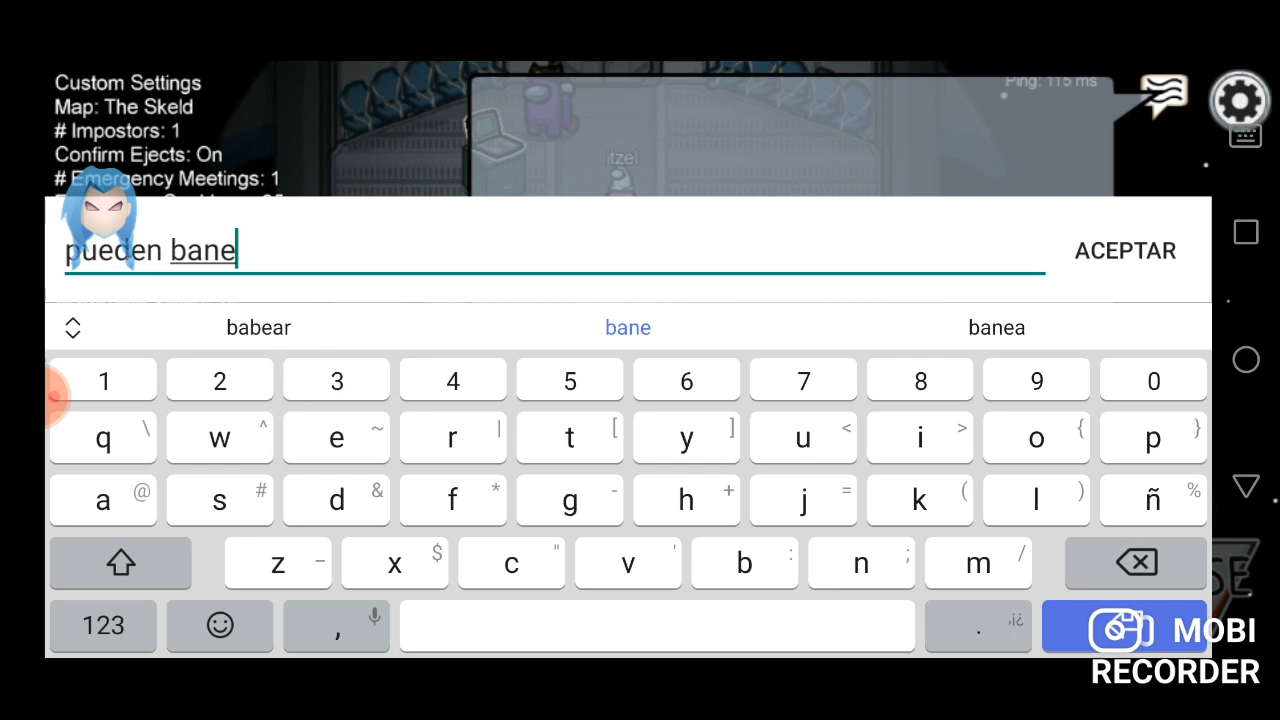 Custom Settings
Map: The Skeld
# Impostors: 1
Confirm Ejects: On
# Emergency Meetings: 1
Ping: 115 ms
itzel
pueden bane
ACEPTAR
babear bane banea
1 2 3 4 5 6 7 8 9 0
q \ w ^ e ~ r | t [ y ] u < i > o { p }
a @ s # d & f * g - h + j = k ( l ) ñ %
z _ x $ c " v ' b : n ; m /
123 , . ,¡¿
MOBI
RECORDER